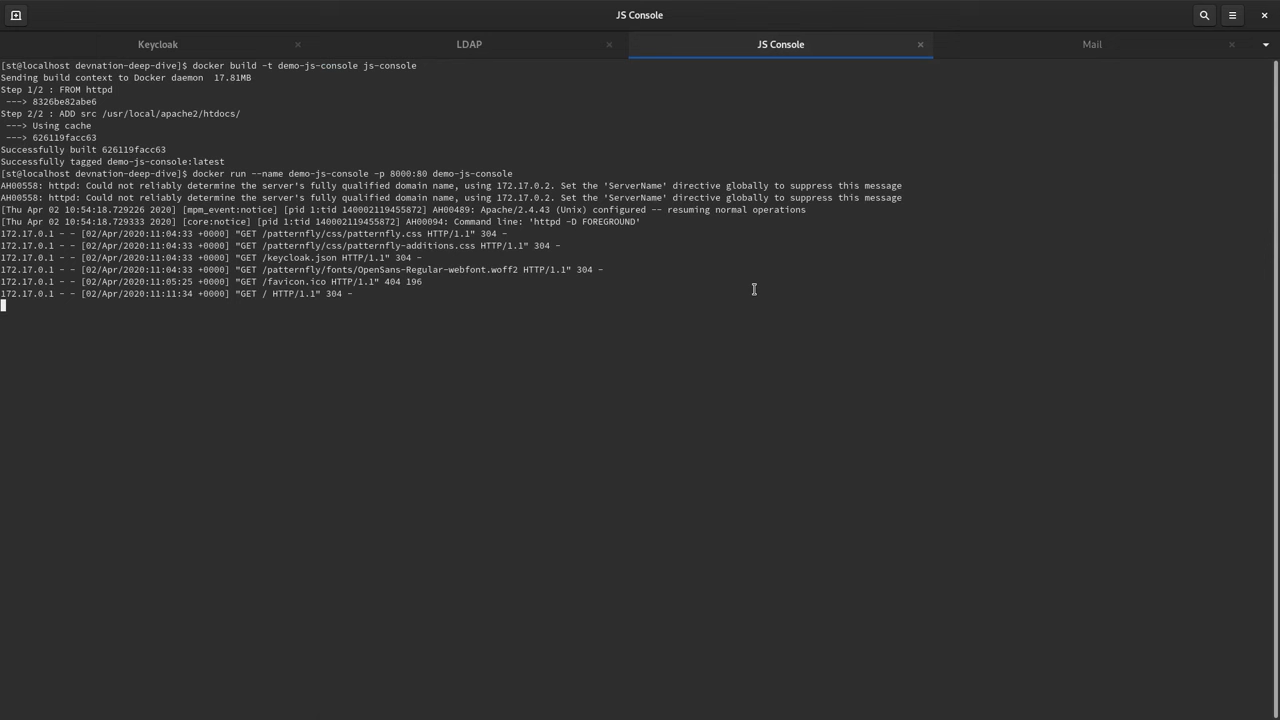 JS Console
Keycloak
LDAP
JS Console
Mail
[st@localhost devnation-deep-dive]$ docker build -t demo-js-console js-console
Sending build context to Docker daemon  17.81MB
Step 1/2 : FROM httpd
 ---> 8326be82abe6
Step 2/2 : ADD src /usr/local/apache2/htdocs/
 ---> Using cache
 ---> 626119facc63
Successfully built 626119facc63
Successfully tagged demo-js-console:latest
[st@localhost devnation-deep-dive]$ docker run --name demo-js-console -p 8000:80 demo-js-console
AH00558: httpd: Could not reliably determine the server's fully qualified domain name, using 172.17.0.2. Set the 'ServerName' directive globally to suppress this message
AH00558: httpd: Could not reliably determine the server's fully qualified domain name, using 172.17.0.2. Set the 'ServerName' directive globally to suppress this message
[Thu Apr 02 10:54:18.729226 2020] [mpm_event:notice] [pid 1:tid 140002119455872] AH00489: Apache/2.4.43 (Unix) configured -- resuming normal operations
[Thu Apr 02 10:54:18.729333 2020] [core:notice] [pid 1:tid 140002119455872] AH00094: Command line: 'httpd -D FOREGROUND'
172.17.0.1 - - [02/Apr/2020:11:04:33 +0000] "GET /patternfly/css/patternfly.css HTTP/1.1" 304 -
172.17.0.1 - - [02/Apr/2020:11:04:33 +0000] "GET /patternfly/css/patternfly-additions.css HTTP/1.1" 304 -
172.17.0.1 - - [02/Apr/2020:11:04:33 +0000] "GET /keycloak.json HTTP/1.1" 304 -
172.17.0.1 - - [02/Apr/2020:11:04:33 +0000] "GET /patternfly/fonts/OpenSans-Regular-webfont.woff2 HTTP/1.1" 304 -
172.17.0.1 - - [02/Apr/2020:11:05:25 +0000] "GET /favicon.ico HTTP/1.1" 404 196
172.17.0.1 - - [02/Apr/2020:11:11:34 +0000] "GET / HTTP/1.1" 304 -